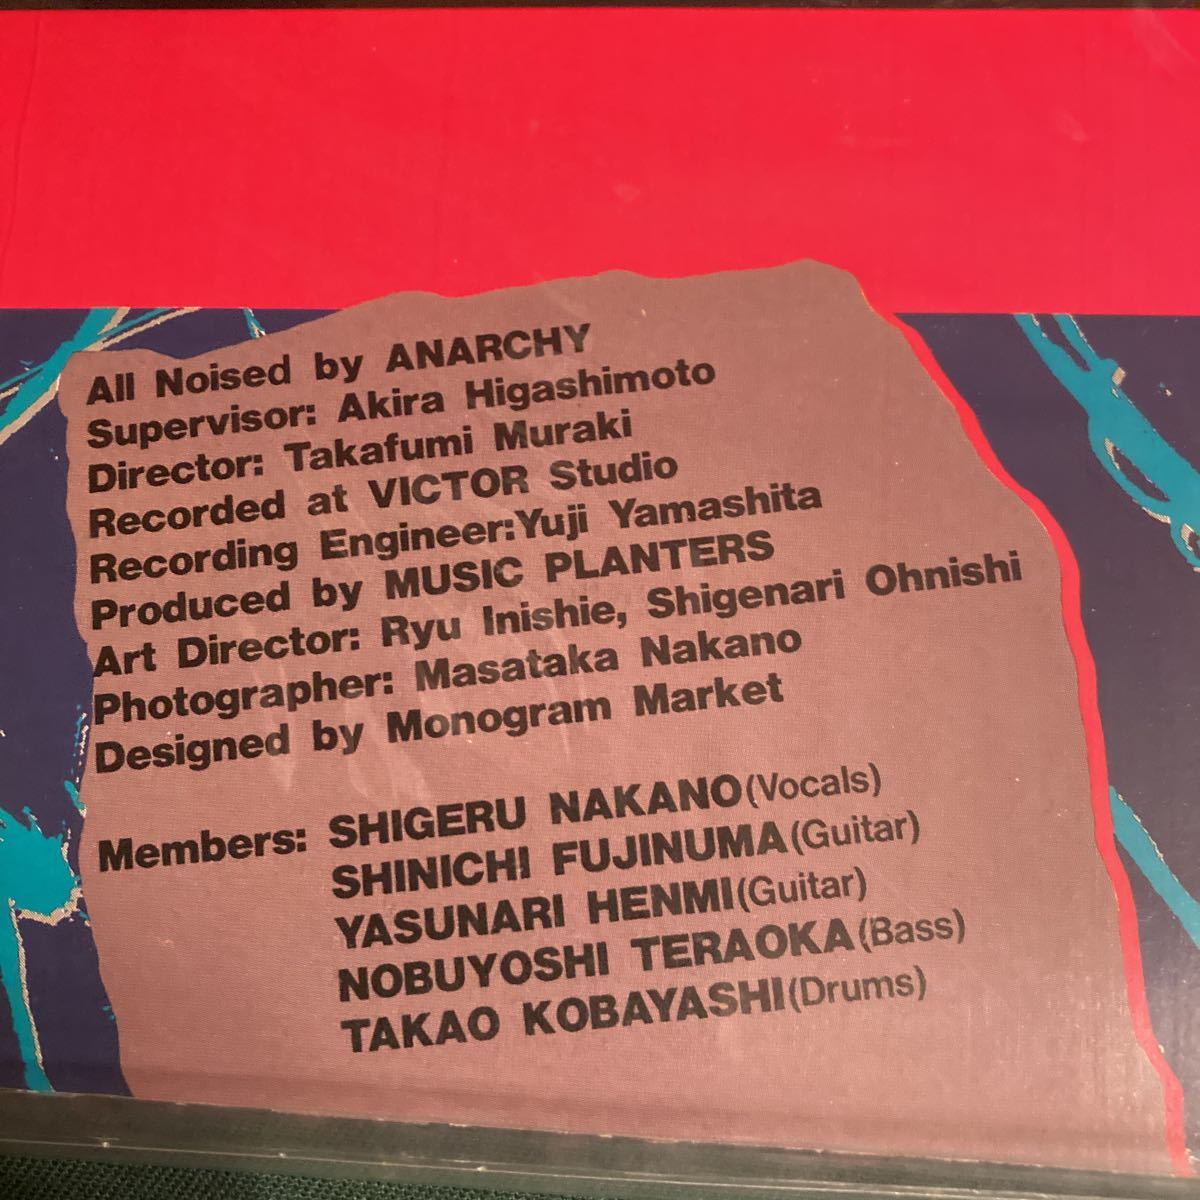 All Noised by ANARCHY
Supervisor: Akira Higashimoto
Director: Takafumi Muraki
Recorded at VICTOR Studio
Recording Engineer:Yuji Yamashita
Produced by MUSIC PLANTERS
Art Director: Ryu Inishie, Shigenari Ohnishi
Photographer: Masataka Nakano
Designed by Monogram Market
Members: SHIGERU NAKANO(Vocals)
SHINICHI FUJINUMA(Guitar)
YASUNARI HENMI(Guitar)
NOBUYOSHI TERAOKA(Bass)
TAKAO KOBAYASHI(Drums)